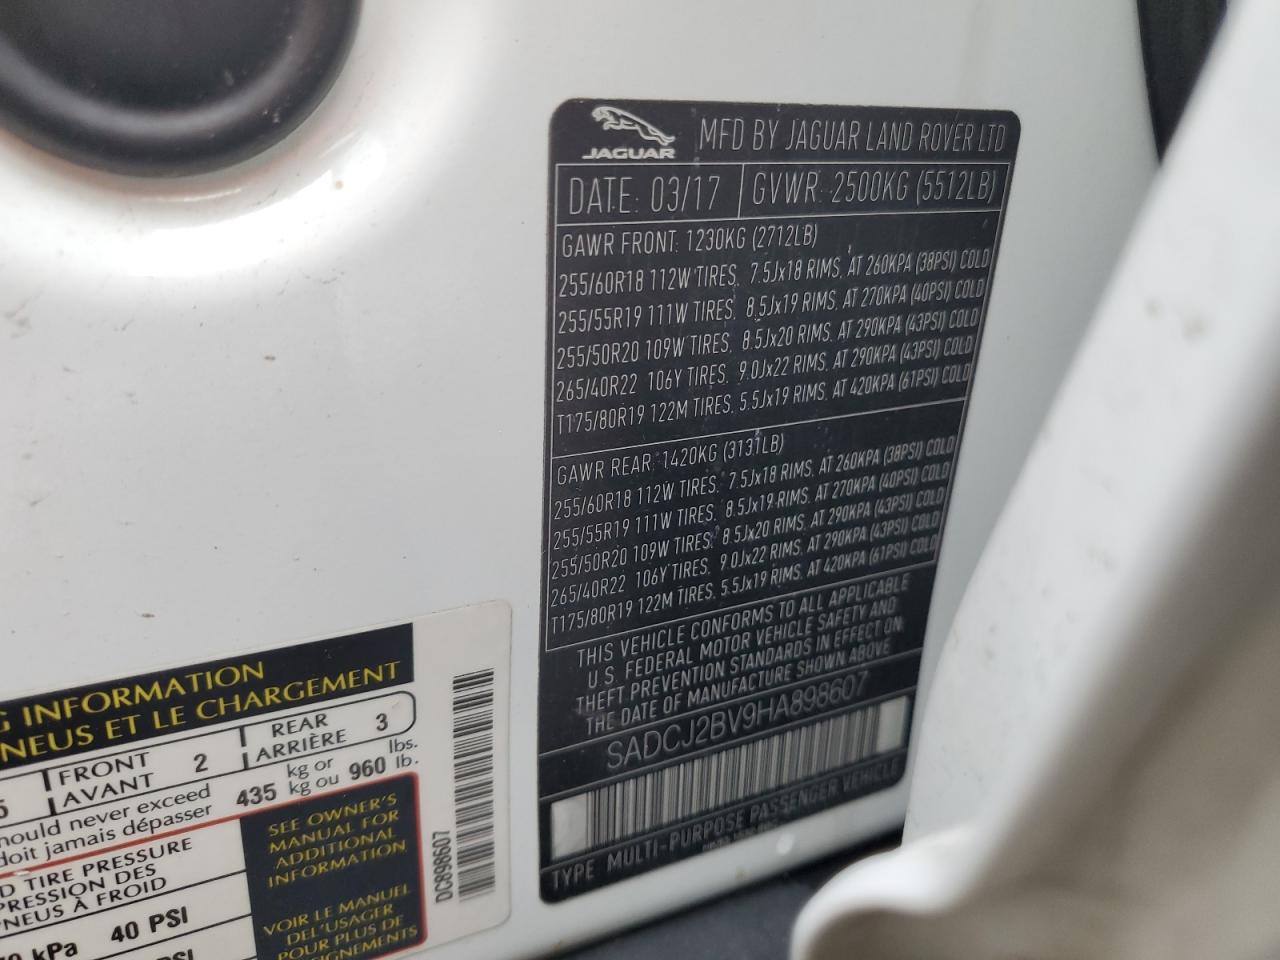 JAGUAR MFD BY JAGUAR LAND ROVER LTD
DATE: 03/17 GVWR: 2500KG (5512LB)
GAWR FRONT: 1230KG (2712LB)
255/60R18 112W TIRES, 7.5Jx18 RIMS, AT 260KPA (38PSI) COLD
255/55R19 111W TIRES, 8.5Jx19 RIMS, AT 270KPA (40PSI) COLD
255/50R20 109W TIRES, 8.5Jx20 RIMS, AT 290KPA (43PSI) COLD
265/40R22 106Y TIRES, 9.0Jx22 RIMS, AT 290KPA (43PSI) COLD
T175/80R19 122M TIRES, 5.5Jx19 RIMS, AT 420KPA (61PSI) COLD
GAWR REAR: 1420KG (3131LB)
255/60R18 112W TIRES, 7.5Jx18 RIMS, AT 260KPA (38PSI) COLD
255/55R19 111W TIRES, 8.5Jx19 RIMS, AT 270KPA (40PSI) COLD
255/50R20 109W TIRES, 8.5Jx20 RIMS, AT 290KPA (43PSI) COLD
265/40R22 106Y TIRES, 9.0Jx22 RIMS, AT 290KPA (43PSI) COLD
T175/80R19 122M TIRES, 5.5Jx19 RIMS, AT 420KPA (61PSI) COLD
THIS VEHICLE CONFORMS TO ALL APPLICABLE
U.S. FEDERAL MOTOR VEHICLE SAFETY AND
THEFT PREVENTION STANDARDS IN EFFECT ON
THE DATE OF MANUFACTURE SHOWN ABOVE
SADCJ2BV9HA898607
TYPE MULTI-PURPOSE PASSENGER VEHICLE
G INFORMATION
NEUS ET LE CHARGEMENT
5 FRONT 2 REAR 3
AVANT ARRIÈRE
hould never exceed 435 kg or 960 lbs.
doit jamais dépasser kg ou lb.
D TIRE PRESSURE
PRESSION DES
NEUS À FROID
70 kPa 40 PSI
PSI
SEE OWNER'S
MANUAL FOR
ADDITIONAL
INFORMATION
VOIR LE MANUEL
DEL'USAGER
POUR PLUS DE
SIGNEMENTS
DC898607